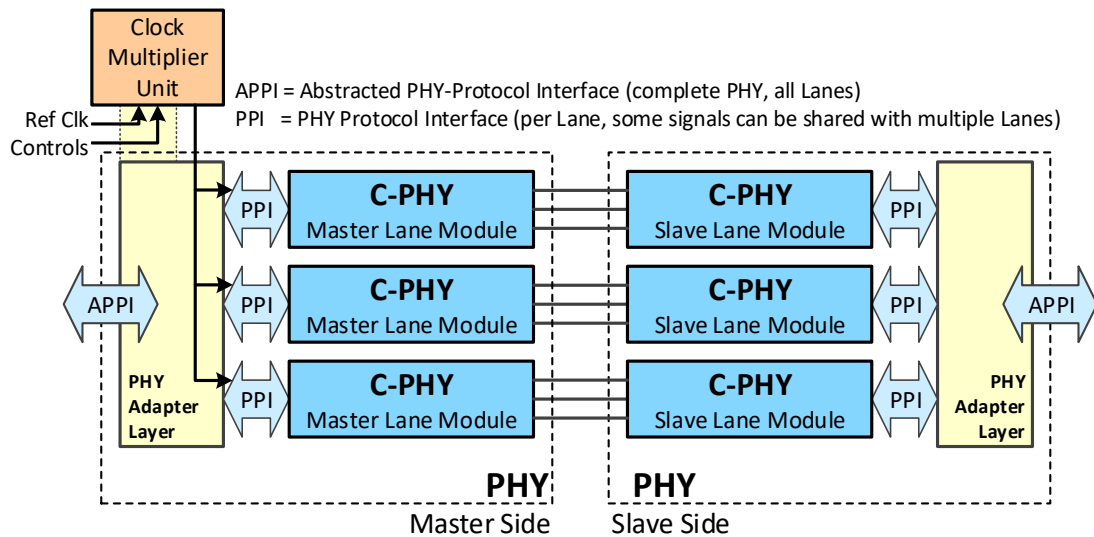 Clock
Multiplier
Unit
APPI = Abstracted PHY-Protocol Interface (complete PHY, all Lanes)
PPI = PHY Protocol Interface (per Lane, some signals can be shared with multiple Lanes)
Ref Clk
Controls
PPI
C-PHY
Master Lane Module
C-PHY
Slave Lane Module
PPI
APPI
PPI
C-PHY
Master Lane Module
C-PHY
Slave Lane Module
PPI
APPI
PHY
Adapter
Layer
PPI
C-PHY
Master Lane Module
C-PHY
Slave Lane Module
PPI
PHY
Adapter
Layer
PHY
Master Side
PHY
Slave Side